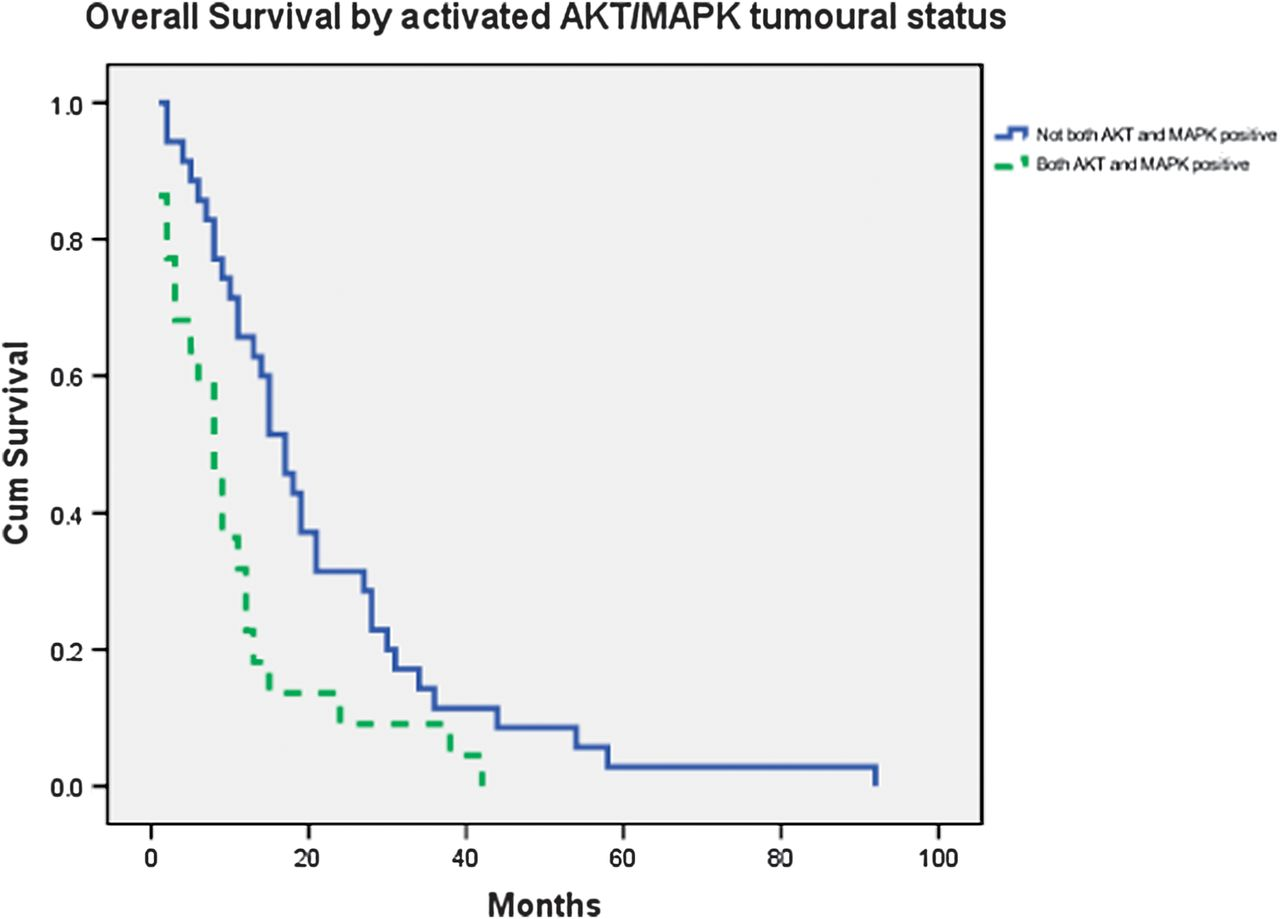 Overall Survival by activated AKT/MAPK tumoural status
Not both AKT and MAPK positive
Both AKT and MAPK positive
Cum Survival
1.0
0.8
0.6
0.4
0.2
0.0
0 20 40 60 80 100
Months